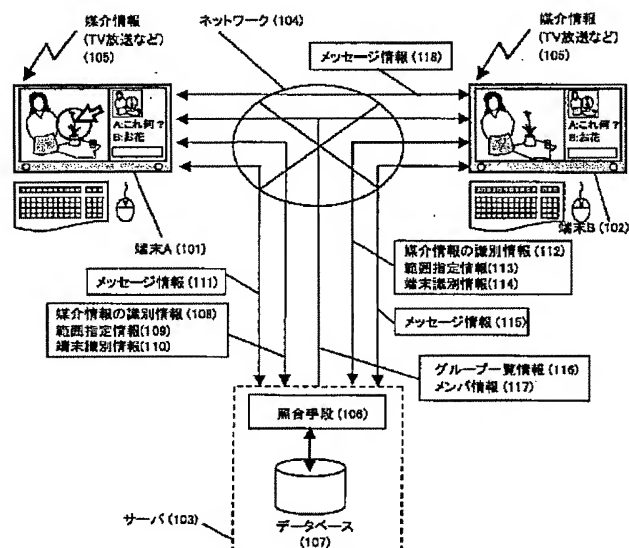 媒介情報
(TV放送など)
(105)
ネットワーク(104)
メッセージ情報(118)
媒介情報
(TV放送など)
(105)
A:これ何?
B:お花
A:これ何?
B:お花
端末A(101)
端末B(102)
メッセージ情報(111)
媒介情報の識別情報(108)
範囲指定情報(109)
端末識別情報(110)
媒介情報の識別情報(112)
範囲指定情報(113)
端末識別情報(114)
メッセージ情報(115)
グループ一覧情報(116)
メンバ情報(117)
照合手段(106)
サーバ(103)
データベース
(107)